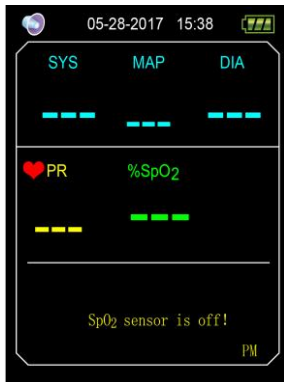 05-28-2017 15:38
SYS MAP DIA
--- --- ---
PR %SpO₂
--- ---
SpO₂ sensor is off!
PM